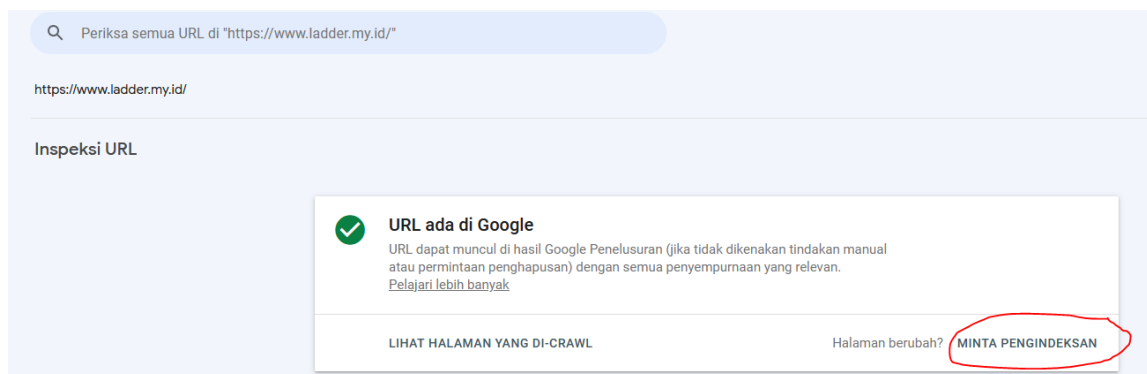 Periksa semua URL di "https://www.ladder.my.id/"
https://www.ladder.my.id/
Inspeksi URL
URL ada di Google
URL dapat muncul di hasil Google Penelusuran (jika tidak dikenakan tindakan manual
atau permintaan penghapusan) dengan semua penyempurnaan yang relevan.
Pelajari lebih banyak
LIHAT HALAMAN YANG DI-CRAWL Halaman berubah? MINTA PENGINDEKSAN